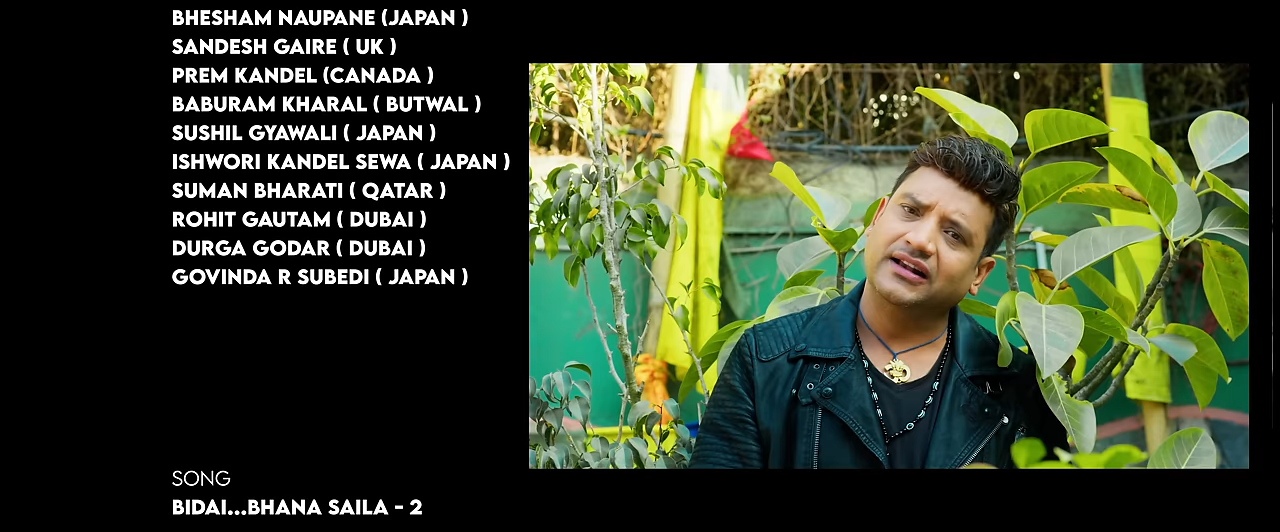 BHESHAM NAUPANE (JAPAN )
SANDESH GAIRE ( UK )
PREM KANDEL (CANADA )
BABURAM KHARAL ( BUTWAL )
SUSHIL GYAWALI ( JAPAN )
ISHWORI KANDEL SEWA ( JAPAN )
SUMAN BHARATI ( QATAR )
ROHIT GAUTAM ( DUBAI )
DURGA GODAR ( DUBAI )
GOVINDA R SUBEDI ( JAPAN )
SONG
BIDAI...BHANA SAILA - 2